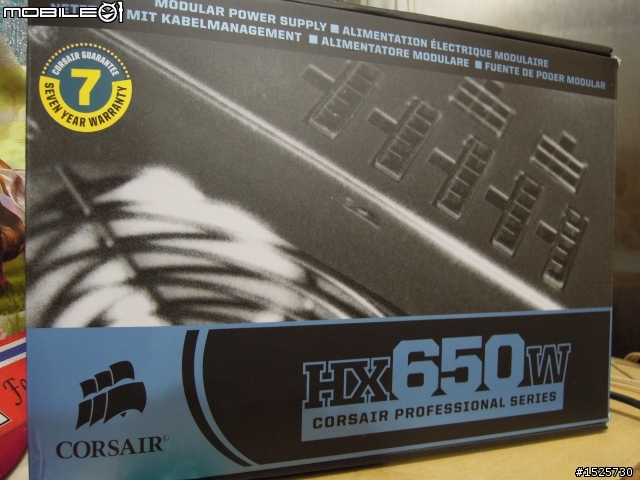 MOBILE01
MODULAR POWER SUPPLY ■ ALIMENTATION ÉLECTRIQUE MODULAIRE
MIT KABELMANAGEMENT ■ ALIMENTATORE MODULARE ■ FUENTE DE PODER MODULAR
CORSAIR GUARANTEE
7
SEVEN YEAR WARRANTY
HX650W
CORSAIR PROFESSIONAL SERIES
CORSAIR®
#1525730